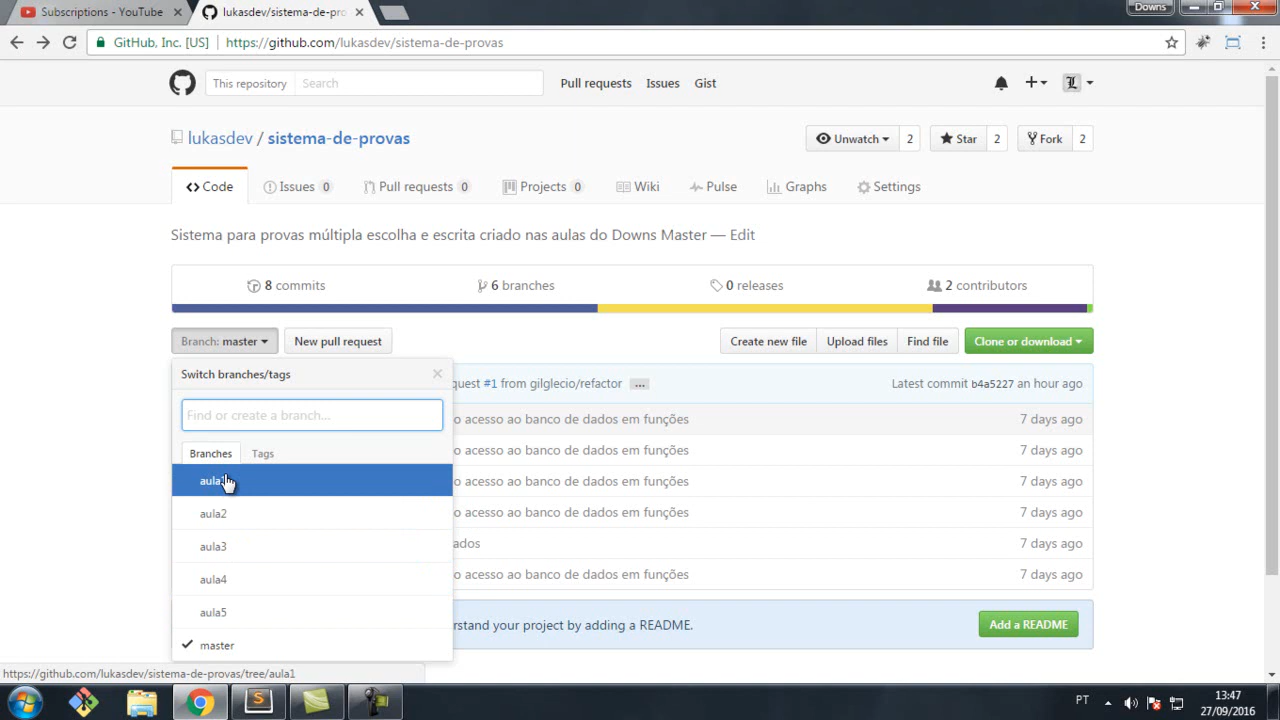 Subscriptions - YouTube
lukasdev/sistema-de-pro
Downs
GitHub, Inc. [US]
https://github.com/lukasdev/sistema-de-provas
This repository
Search
Pull requests
Issues
Gist
lukasdev / sistema-de-provas
Unwatch
2
Star
2
Fork
2
Code
Issues 0
Pull requests 0
Projects 0
Wiki
Pulse
Graphs
Settings
Sistema para provas múltipla escolha e escrita criado nas aulas do Downs Master — Edit
8 commits
6 branches
0 releases
2 contributors
Branch: master
New pull request
Create new file
Upload files
Find file
Clone or download
Switch branches/tags
quest #1 from gilglecio/refactor ...
Latest commit b4a5227 an hour ago
Find or create a branch...
o acesso ao banco de dados em funções
7 days ago
Branches
Tags
o acesso ao banco de dados em funções
7 days ago
aula1
o acesso ao banco de dados em funções
7 days ago
aula2
o acesso ao banco de dados em funções
7 days ago
aula3
ados
7 days ago
aula4
o acesso ao banco de dados em funções
7 days ago
aula5
rstand your project by adding a README.
Add a README
master
https://github.com/lukasdev/sistema-de-provas/tree/aula1
PT
13:47
27/09/2016